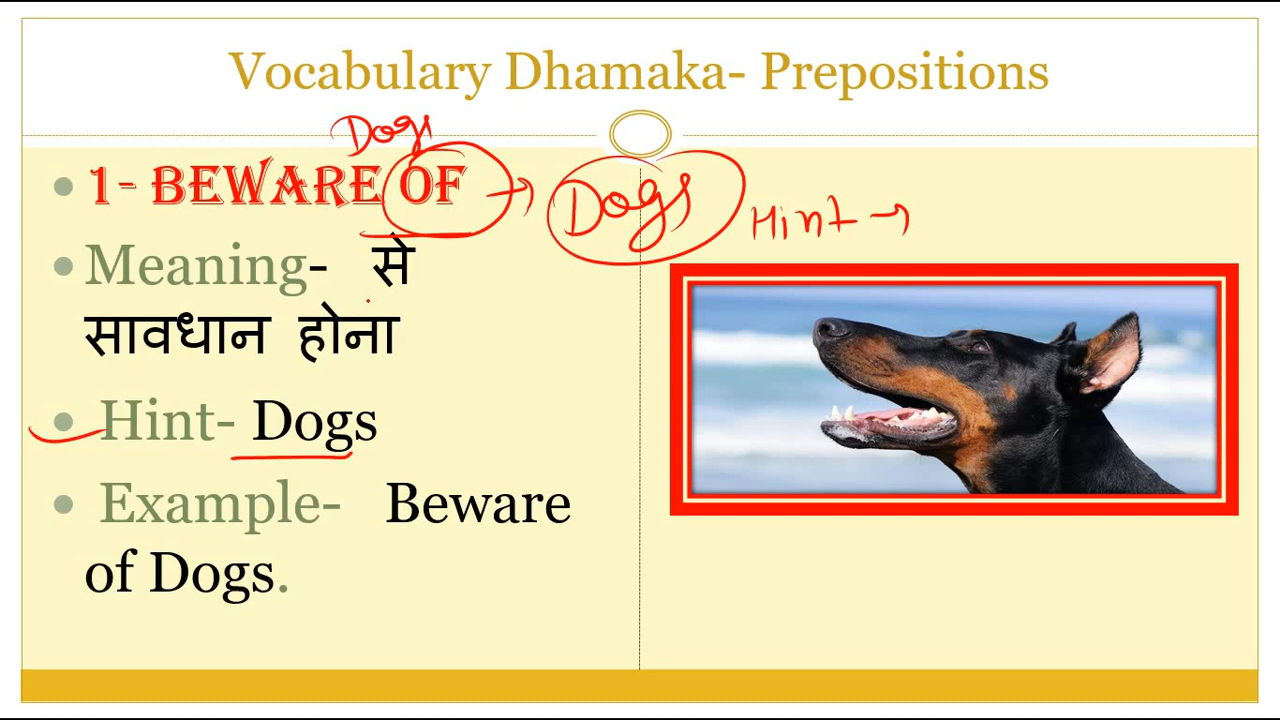 Vocabulary Dhamaka- Prepositions
Dogs
1- BEWARE OF → Dogs
Hint →
Meaning- से
सावधान होना
Hint- Dogs
Example- Beware
of Dogs.